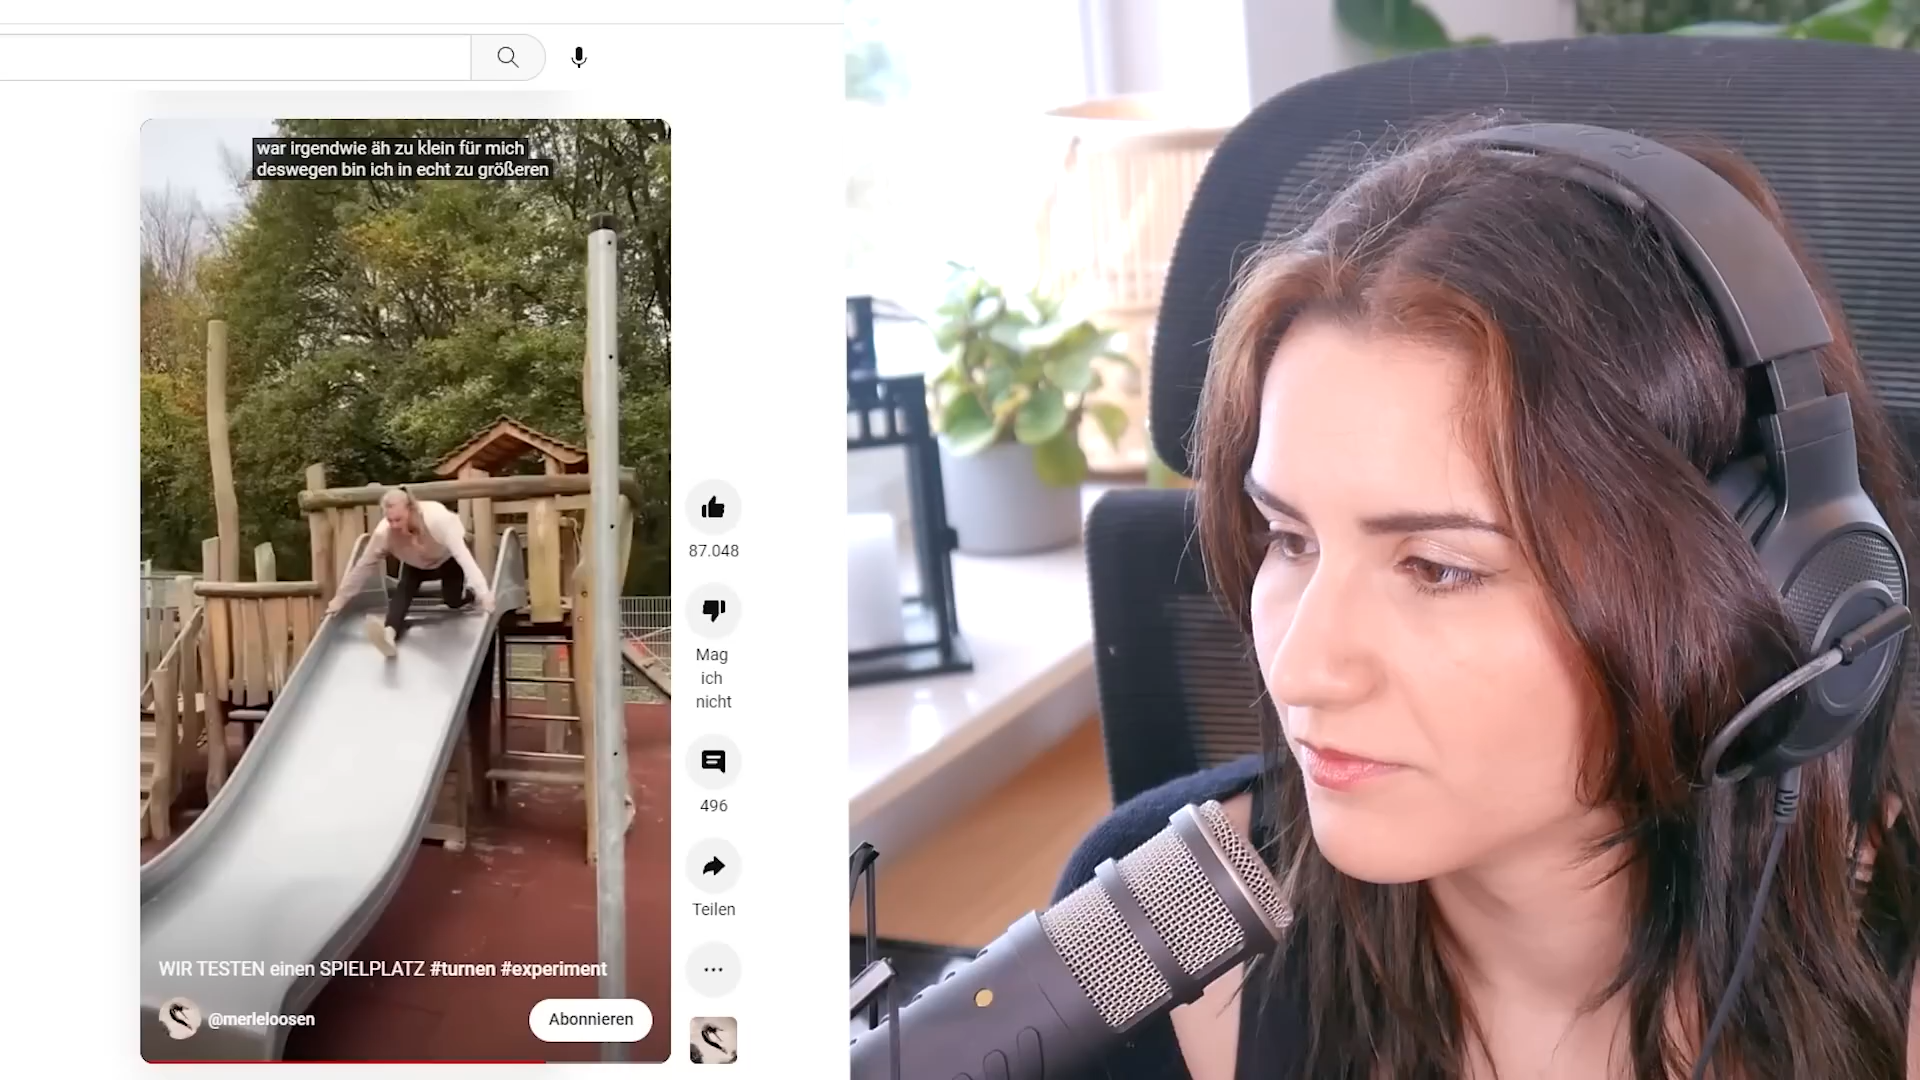 war irgendwie äh zu klein für mich
deswegen bin ich in echt zu größeren
87.048
Mag
ich
nicht
496
Teilen
WIR TESTEN einen SPIELPLATZ #turnen #experiment
@merleloosen
Abonnieren